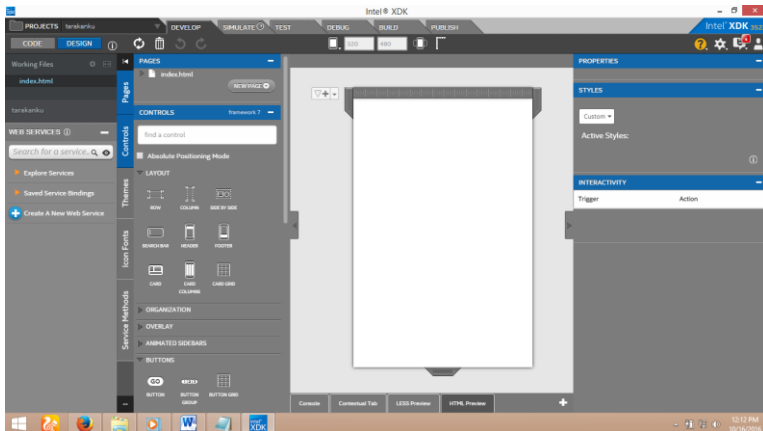 Intel® XDK
PROJECTS terakanku
DEVELOP SIMULATE TEST DEBUG BUILD PUBLISH
Intel® XDK 3522
CODE DESIGN
320 480
Working Files
index.html
terakanku
WEB SERVICES
Search for a service..
Explore Services
Saved Service Bindings
Create A New Web Service
Pages
Controls
Themes
Icon Fonts
Service Methods
PAGES
index.html
NEW PAGE
CONTROLS framework 7
find a control
Absolute Positioning Mode
LAYOUT
ROW COLUMN SIDE BY SIDE
SEARCH BAR HEADER FOOTER
CARD CARD COLUMNS CARD GRID
ORGANIZATION
OVERLAY
ANIMATED SIDEBARS
BUTTONS
GO
BUTTON BUTTON GROUP BUTTON GRID
Console Contextual Tab LESS Preview HTML Preview
PROPERTIES
STYLES
Custom
Active Styles:
INTERACTIVITY
Trigger Action
XDK
12:12 PM
10/16/2016